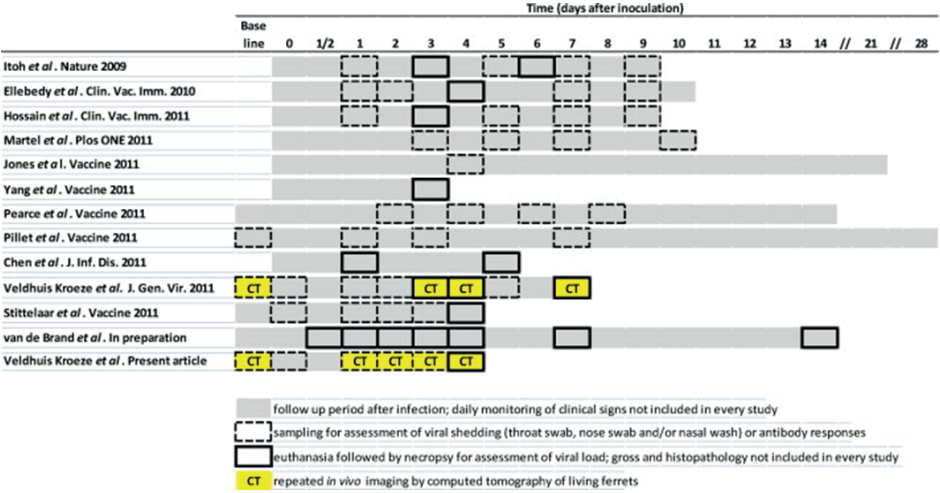 Time (days after inoculation)
Base
line 0 1/2 1 2 3 4 5 6 7 8 9 10 11 12 13 14 // 21 // 28
Itoh et al. Nature 2009
Ellebedy et al. Clin. Vac. Imm. 2010
Hossain et al. Clin. Vac. Imm. 2011
Martel et al. Plos ONE 2011
Jones et al. Vaccine 2011
Yang et al. Vaccine 2011
Pearce et al. Vaccine 2011
Pillet et al. Vaccine 2011
Chen et al. J. Inf. Dis. 2011
Veldhuis Kroeze et al. J. Gen. Vir. 2011 CT CT CT CT
Stittelaar et al. Vaccine 2011
van de Brand et al. In preparation
Veldhuis Kroeze et al. Present article CT CT CT CT CT
follow up period after infection; daily monitoring of clinical signs not included in every study
sampling for assessment of viral shedding (throat swab, nose swab and/or nasal wash) or antibody responses
euthanasia followed by necropsy for assessment of viral load; gross and histopathology not included in every study
CT repeated in vivo imaging by computed tomography of living ferrets